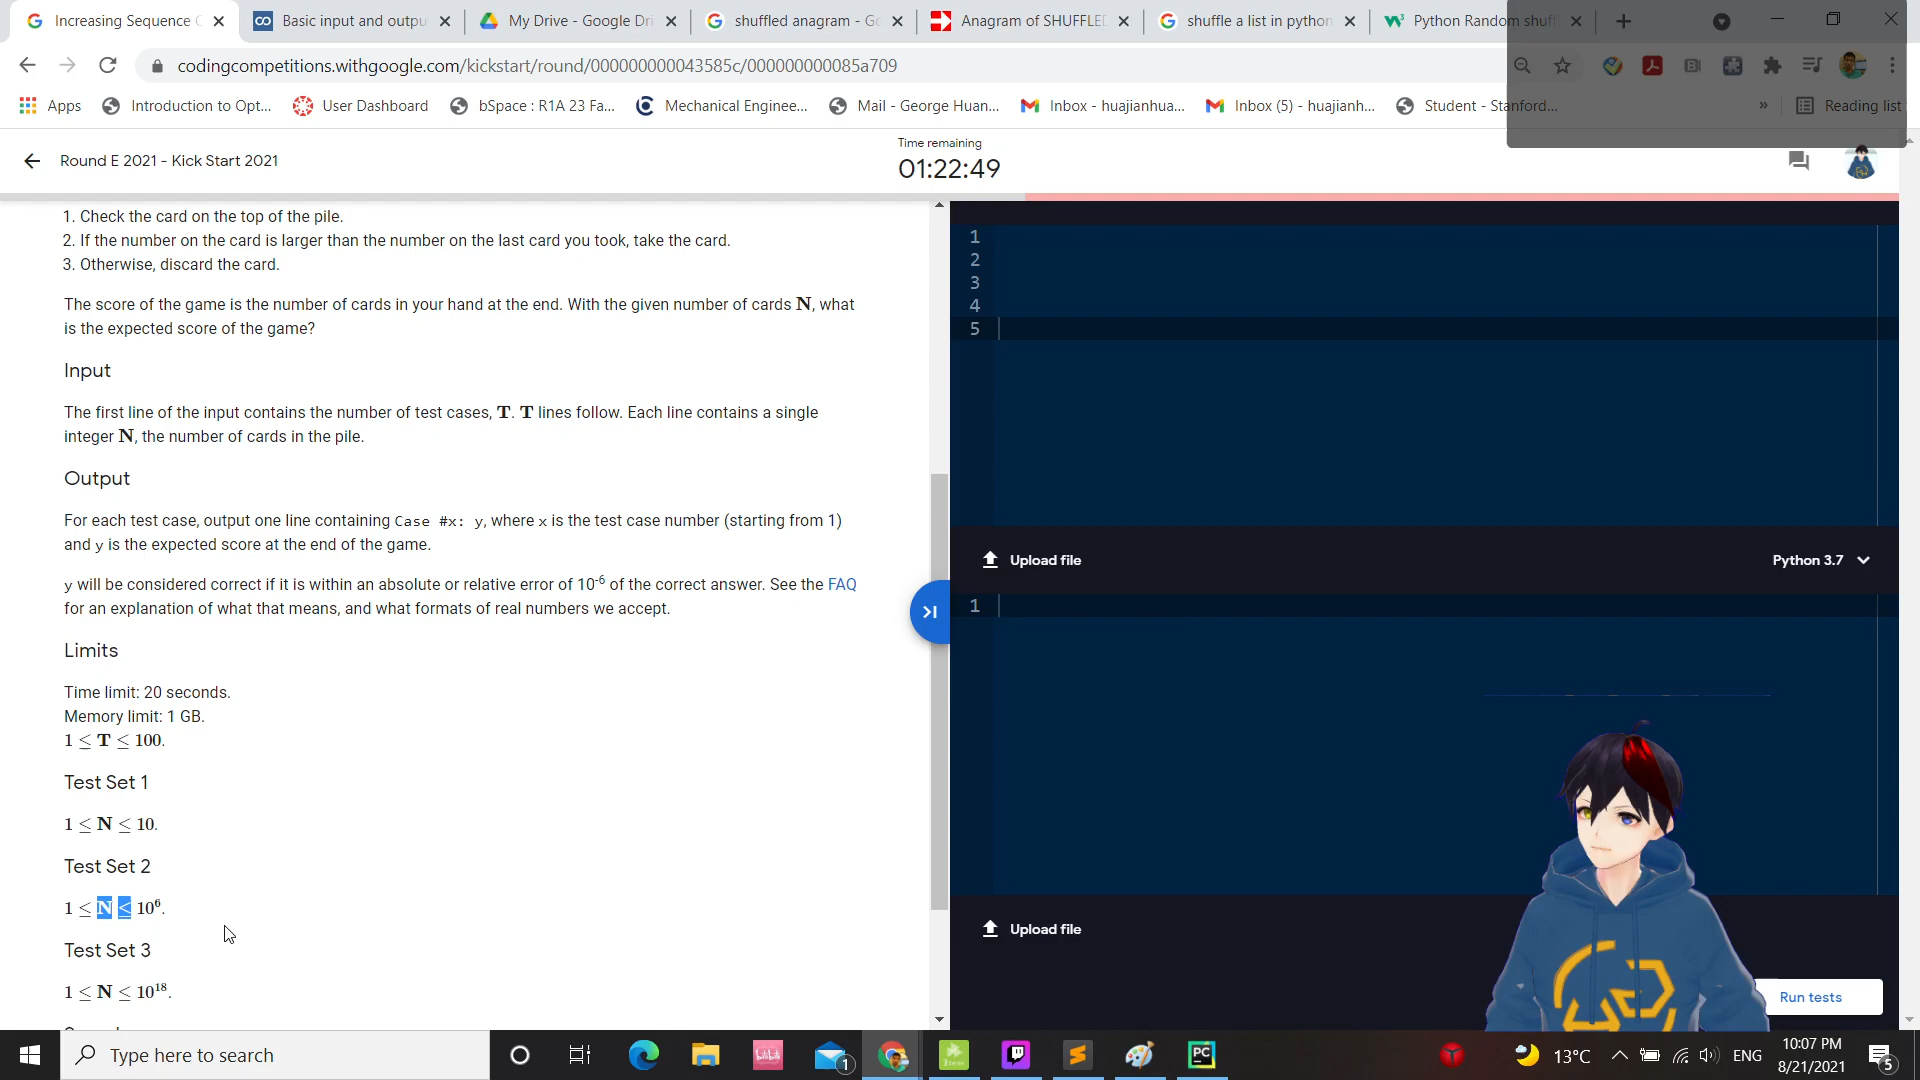 Increasing Sequence C
Basic input and outpu
My Drive - Google Dri
shuffled anagram - Go
Anagram of SHUFFLED
shuffle a list in python
Python Random shuf
codingcompetitions.withgoogle.com/kickstart/round/000000000043585c/000000000085a709
Apps
Introduction to Opt...
User Dashboard
bSpace : R1A 23 Fa...
Mechanical Enginee...
Mail - George Huan...
Inbox - huajianhua...
Inbox (5) - huajianh...
Student - Stanford...
»
Reading list
Round E 2021 - Kick Start 2021
Time remaining
01:22:49
1. Check the card on the top of the pile.
2. If the number on the card is larger than the number on the last card you took, take the card.
3. Otherwise, discard the card.
The score of the game is the number of cards in your hand at the end. With the given number of cards N, what
is the expected score of the game?
Input
The first line of the input contains the number of test cases, T. T lines follow. Each line contains a single
integer N, the number of cards in the pile.
Output
For each test case, output one line containing Case #x: y, where x is the test case number (starting from 1)
and y is the expected score at the end of the game.
y will be considered correct if it is within an absolute or relative error of 10⁻⁶ of the correct answer. See the FAQ
for an explanation of what that means, and what formats of real numbers we accept.
Limits
Time limit: 20 seconds.
Memory limit: 1 GB.
1 ≤ T ≤ 100.
Test Set 1
1 ≤ N ≤ 10.
Test Set 2
1 ≤ N ≤ 10⁶.
Test Set 3
1 ≤ N ≤ 10¹⁸.
1
2
3
4
5
Upload file
Python 3.7
1
Upload file
Run tests
Type here to search
1
PC
13°C
ENG
10:07 PM
8/21/2021
5